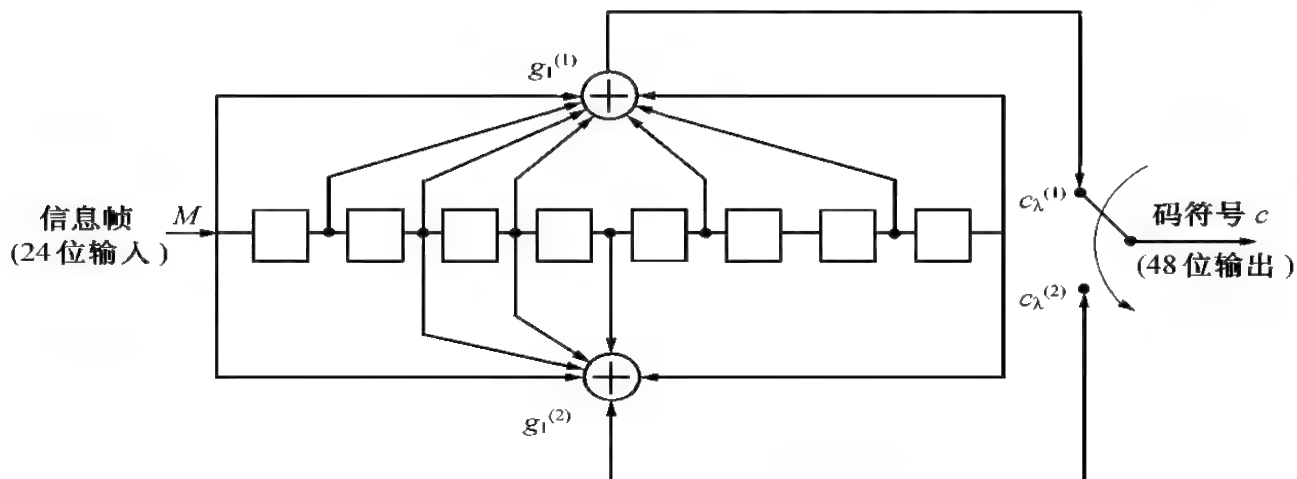 g₁⁽¹⁾
信息帧
(24位输入)
M
c_λ⁽¹⁾
码符号 c
(48位输出)
c_λ⁽²⁾
g₁⁽²⁾